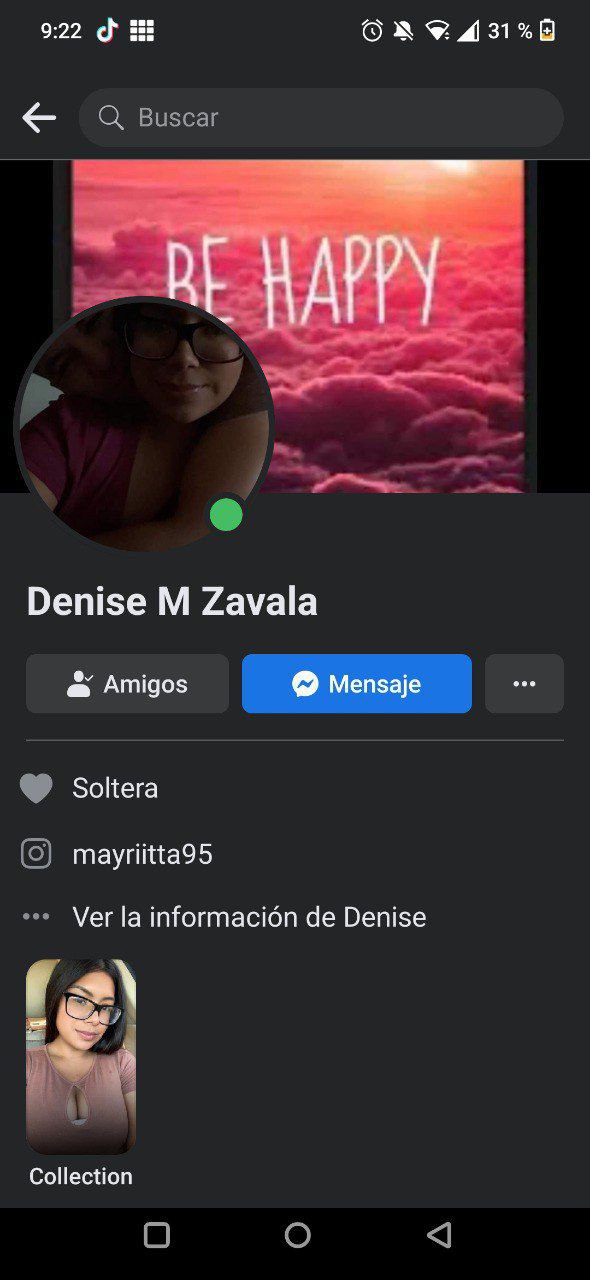 9:22
31 %
Buscar
BE HAPPY
Denise M Zavala
Amigos
Mensaje
Soltera
mayriitta95
Ver la información de Denise
Collection